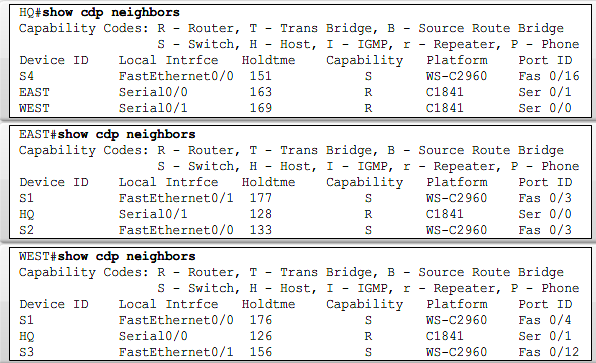 HQ#show cdp neighbors
Capability Codes: R - Router, T - Trans Bridge, B - Source Route Bridge
S - Switch, H - Host, I - IGMP, r - Repeater, P - Phone
Device ID Local Intrfce Holdtme Capability Platform Port ID
S4 FastEthernet0/0 151 S WS-C2960 Fas 0/16
EAST Serial0/0 163 R C1841 Ser 0/1
WEST Serial0/1 169 R C1841 Ser 0/0
EAST#show cdp neighbors
Capability Codes: R - Router, T - Trans Bridge, B - Source Route Bridge
S - Switch, H - Host, I - IGMP, r - Repeater, P - Phone
Device ID Local Intrfce Holdtme Capability Platform Port ID
S1 FastEthernet0/1 177 S WS-C2960 Fas 0/3
HQ Serial0/1 128 R C1841 Ser 0/0
S2 FastEthernet0/0 133 S WS-C2960 Fas 0/3
WEST#show cdp neighbors
Capability Codes: R - Router, T - Trans Bridge, B - Source Route Bridge
S - Switch, H - Host, I - IGMP, r - Repeater, P - Phone
Device ID Local Intrfce Holdtme Capability Platform Port ID
S1 FastEthernet0/0 176 S WS-C2960 Fas 0/4
HQ Serial0/0 126 R C1841 Ser 0/1
S3 FastEthernet0/1 156 S WS-C2960 Fas 0/12